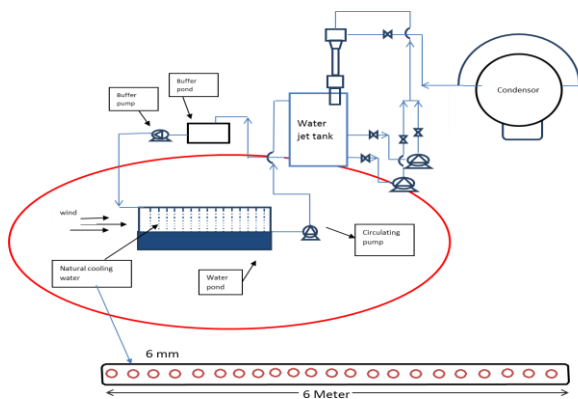 Condensor
Buffer
pond
Buffer
pump
Water
jet tank
wind
Circulating
pump
Natural cooling
water
Water
pond
6 mm
6 Meter